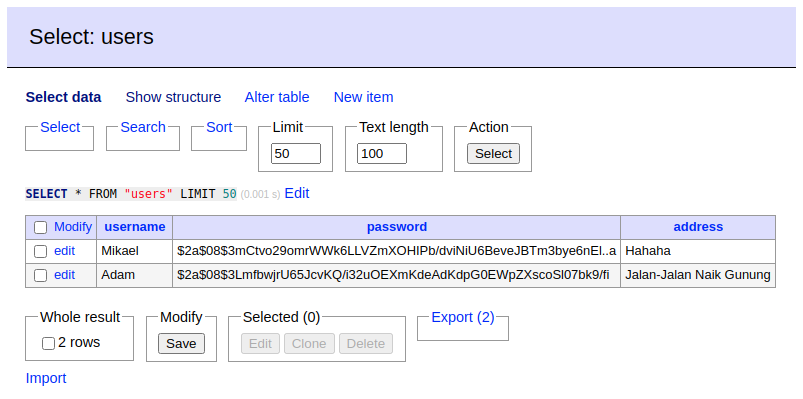 Select: users
Select data Show structure Alter table New item
Select Search Sort Limit Text length Action
50 100 Select
SELECT * FROM "users" LIMIT 50 (0.001 s) Edit
Modify username password address
edit Mikael $2a$08$3mCtvo29omrWWk6LLVZmXOHIPb/dviNiU6BeveJBTm3bye6nEl..a Hahaha
edit Adam $2a$08$3LmfbwjrU65JcvKQ/i32uOEXmKdeAdKdpG0EWpZXscoSl07bk9/fi Jalan-Jalan Naik Gunung
Whole result Modify Selected (0) Export (2)
2 rows Save Edit Clone Delete
Import